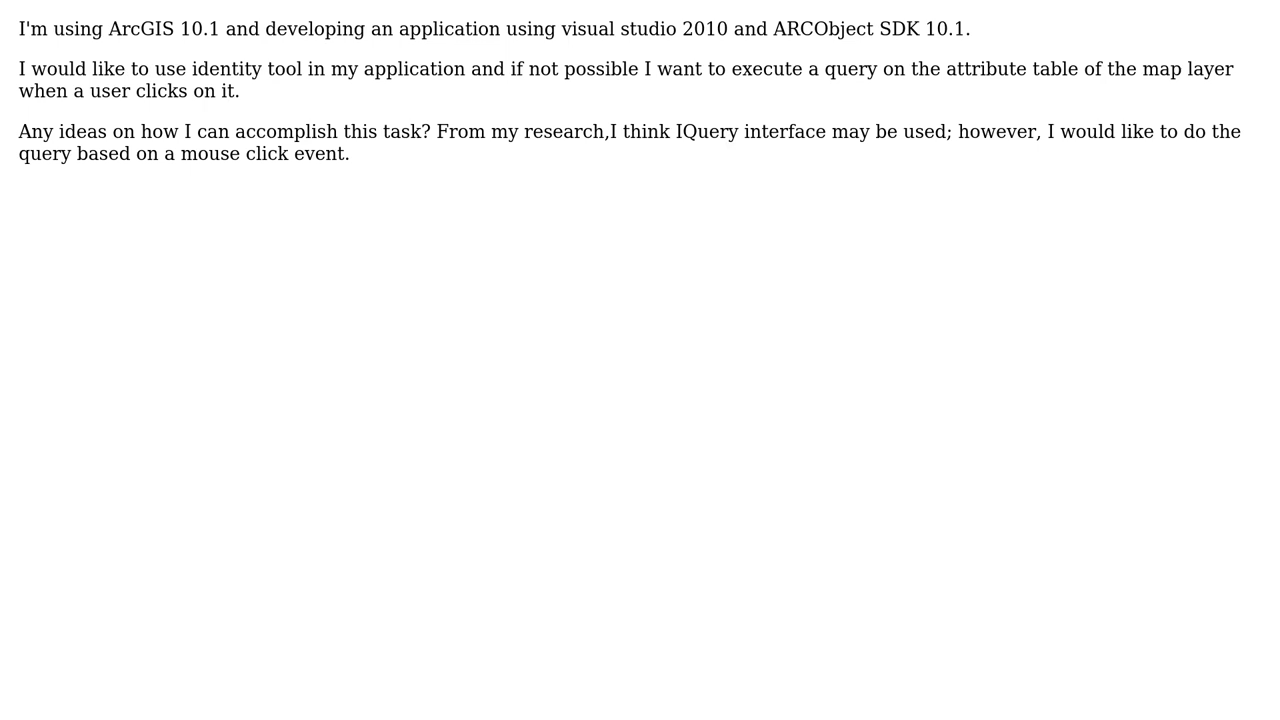 I'm using ArcGIS 10.1 and developing an application using visual studio 2010 and ARCObject SDK 10.1.
I would like to use identity tool in my application and if not possible I want to execute a query on the attribute table of the map layer
when a user clicks on it.
Any ideas on how I can accomplish this task? From my research,I think IQuery interface may be used; however, I would like to do the
query based on a mouse click event.